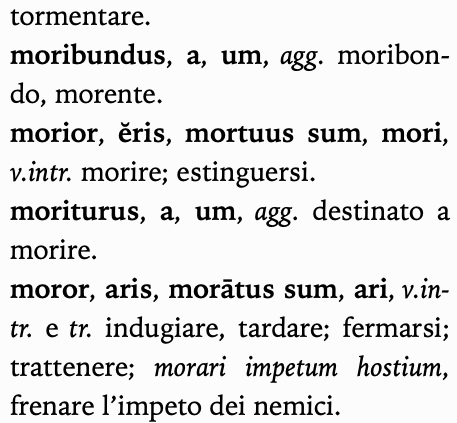 tormentare.
moribundus, a, um, agg. moribon-
do, morente.
morior, ĕris, mortuus sum, mori,
v.intr. morire; estinguersi.
moriturus, a, um, agg. destinato a
morire.
moror, aris, morātus sum, ari, v.in-
tr. e tr. indugiare, tardare; fermarsi;
trattenere; morari impetum hostium,
frenare l’impeto dei nemici.